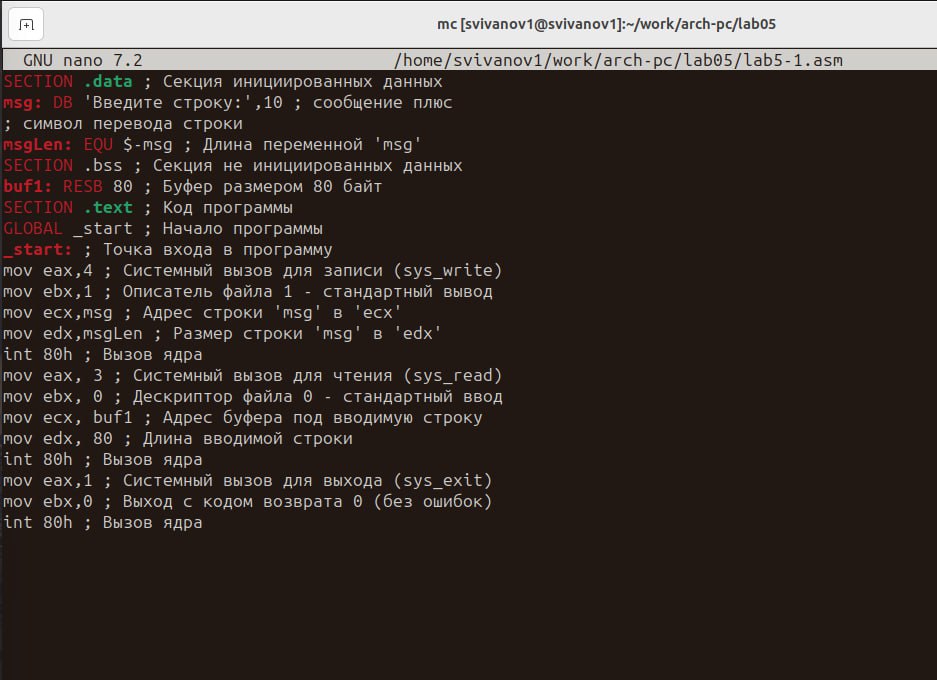 mc [svivanov1@svivanov1]:~/work/arch-pc/lab05
GNU nano 7.2 /home/svivanov1/work/arch-pc/lab05/lab5-1.asm
SECTION .data ; Секция инициированных данных
msg: DB 'Введите строку:',10 ; сообщение плюс
; символ перевода строки
msgLen: EQU $-msg ; Длина переменной 'msg'
SECTION .bss ; Секция не инициированных данных
buf1: RESB 80 ; Буфер размером 80 байт
SECTION .text ; Код программы
GLOBAL _start ; Начало программы
_start: ; Точка входа в программу
mov eax,4 ; Системный вызов для записи (sys_write)
mov ebx,1 ; Описатель файла 1 - стандартный вывод
mov ecx,msg ; Адрес строки 'msg' в 'ecx'
mov edx,msgLen ; Размер строки 'msg' в 'edx'
int 80h ; Вызов ядра
mov eax, 3 ; Системный вызов для чтения (sys_read)
mov ebx, 0 ; Дескриптор файла 0 - стандартный ввод
mov ecx, buf1 ; Адрес буфера под вводимую строку
mov edx, 80 ; Длина вводимой строки
int 80h ; Вызов ядра
mov eax,1 ; Системный вызов для выхода (sys_exit)
mov ebx,0 ; Выход с кодом возврата 0 (без ошибок)
int 80h ; Вызов ядра